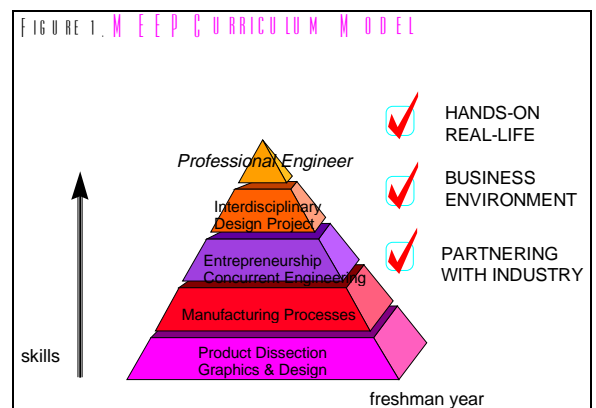 FIGURE 1. MEEP CURRICULUM MODEL
HANDS-ON
REAL-LIFE
Professional Engineer
BUSINESS
ENVIRONMENT
Interdisciplinary
Design Project
PARTNERING
WITH INDUSTRY
Entrepreneurship
Concurrent Engineering
Manufacturing Processes
skills
Product Dissection
Graphics & Design
freshman year